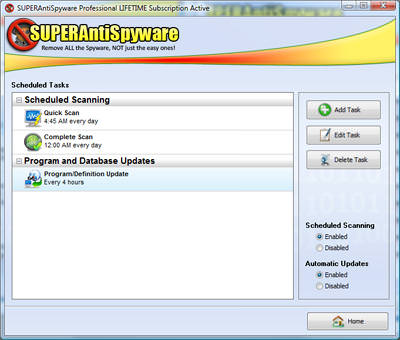 SUPERAntiSpyware Professional LIFETIME Subscription Active
SUPERAntiSpyware
Remove ALL the Spyware, NOT just the easy ones!
Scheduled Tasks
Scheduled Scanning
Quick Scan
4:45 AM every day
Complete Scan
12:00 AM every day
Program and Database Updates
Program/Definition Update
Every 4 hours
Add Task
Edit Task
Delete Task
Scheduled Scanning
Enabled
Disabled
Automatic Updates
Enabled
Disabled
Home